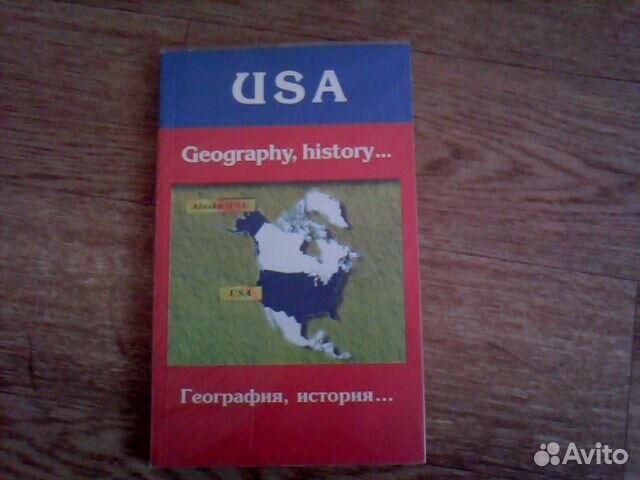 USA
Geography, history...
Alaska (USA)
USA
География, история...
Avito